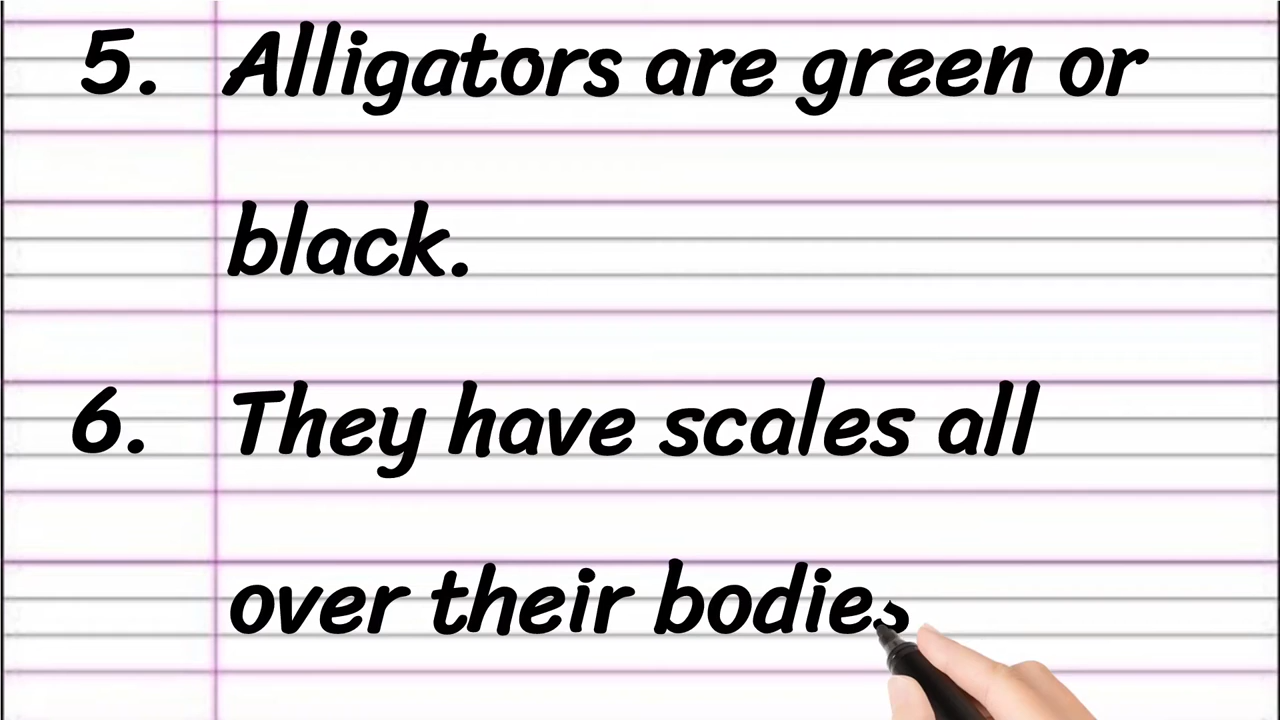 5. Alligators are green or
black.
6. They have scales all
over their bodies